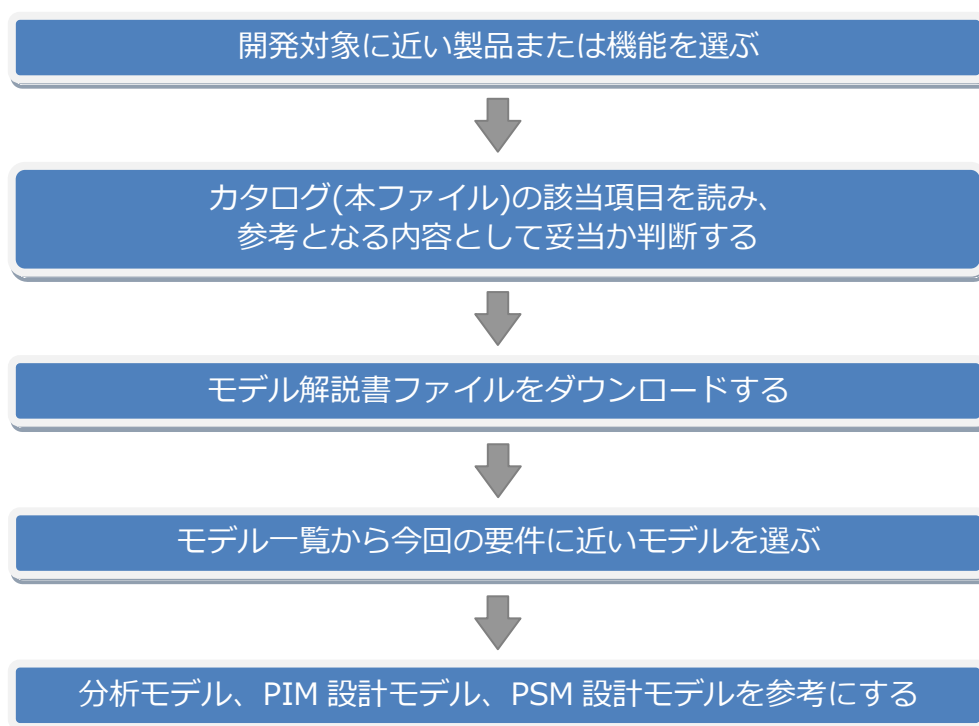 開発対象に近い製品または機能を選ぶ
カタログ(本ファイル)の該当項目を読み、
参考となる内容として妥当か判断する
モデル解説書ファイルをダウンロードする
モデル一覧から今回の要件に近いモデルを選ぶ
分析モデル、PIM 設計モデル、PSM 設計モデルを参考にする